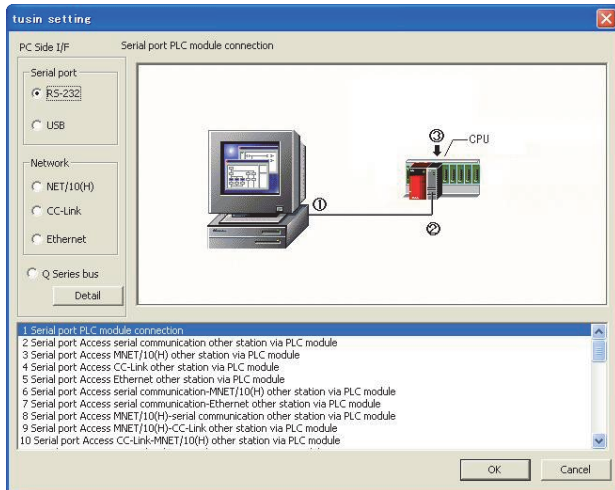 tusin setting
PC Side I/F
Serial port PLC module connection
Serial port
RS-232
USB
Network
NET/10(H)
CC-Link
Ethernet
Q Series bus
Detail
①
②
③
CPU
1 Serial port PLC module connection
2 Serial port Access serial communication other station via PLC module
3 Serial port Access MNET/10(H) other station via PLC module
4 Serial port Access CC-Link other station via PLC module
5 Serial port Access Ethernet other station via PLC module
6 Serial port Access serial communication-MNET/10(H) other station via PLC module
7 Serial port Access serial communication-Ethernet other station via PLC module
8 Serial port Access MNET/10(H)-serial communication other station via PLC module
9 Serial port Access MNET/10(H)-CC-Link other station via PLC module
10 Serial port Access CC-Link-MNET/10(H) other station via PLC module
OK
Cancel